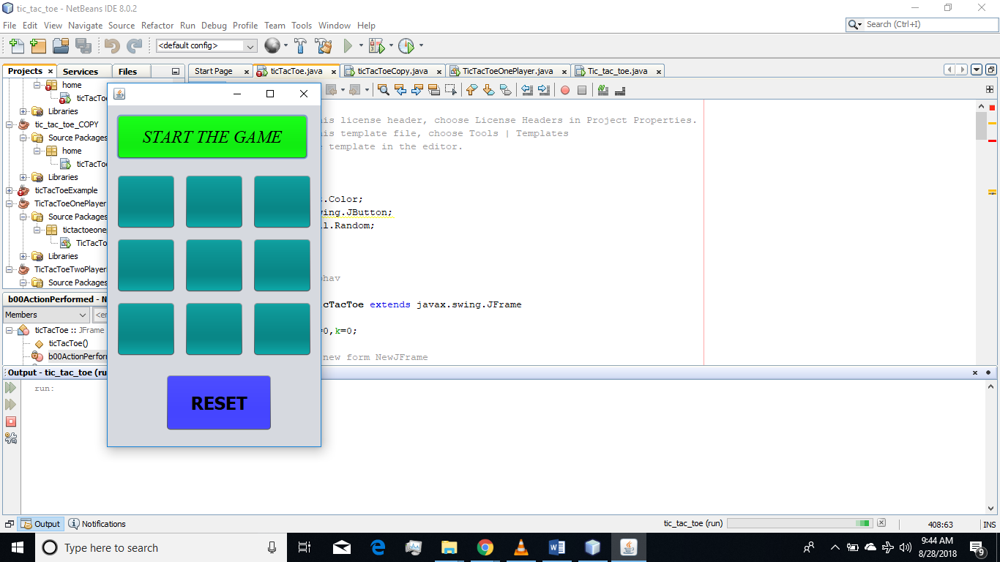 tic_tac_toe - NetBeans IDE 8.0.2
File Edit View Navigate Source Refactor Run Debug Profile Team Tools Window Help
Search (Ctrl+I)
<default config>
Projects Services Files
Start Page ticTacToe.java ticTacToeCopy.java TicTacToeOnePlayer.java Tic_tac_toe.java
home
ticTacToe
Libraries
tic_tac_toe_COPY
Source Packages
home
ticTacToe
Libraries
ticTacToeExample
TicTacToeOnePlayer
Source Packages
tictactoeone
TicTacTo
Libraries
TicTacToeTwoPlayer
Source Packages
b00ActionPerformed - N
Members
<er
ticTacToe :: JFrame
ticTacToe()
b00ActionPerform
START THE GAME
RESET
is license header, choose License Headers in Project Properties.
is template file, choose Tools | Templates
template in the editor.
.Color;
ing.JButton;
l.Random;
hav
cTacToe extends javax.swing.JFrame
=0,k=0;
new form NewJFrame
Output - tic_tac_toe (ru
run:
Output Notifications
tic_tac_toe (run)
408:63
INS
Type here to search
9:44 AM
8/28/2018
9